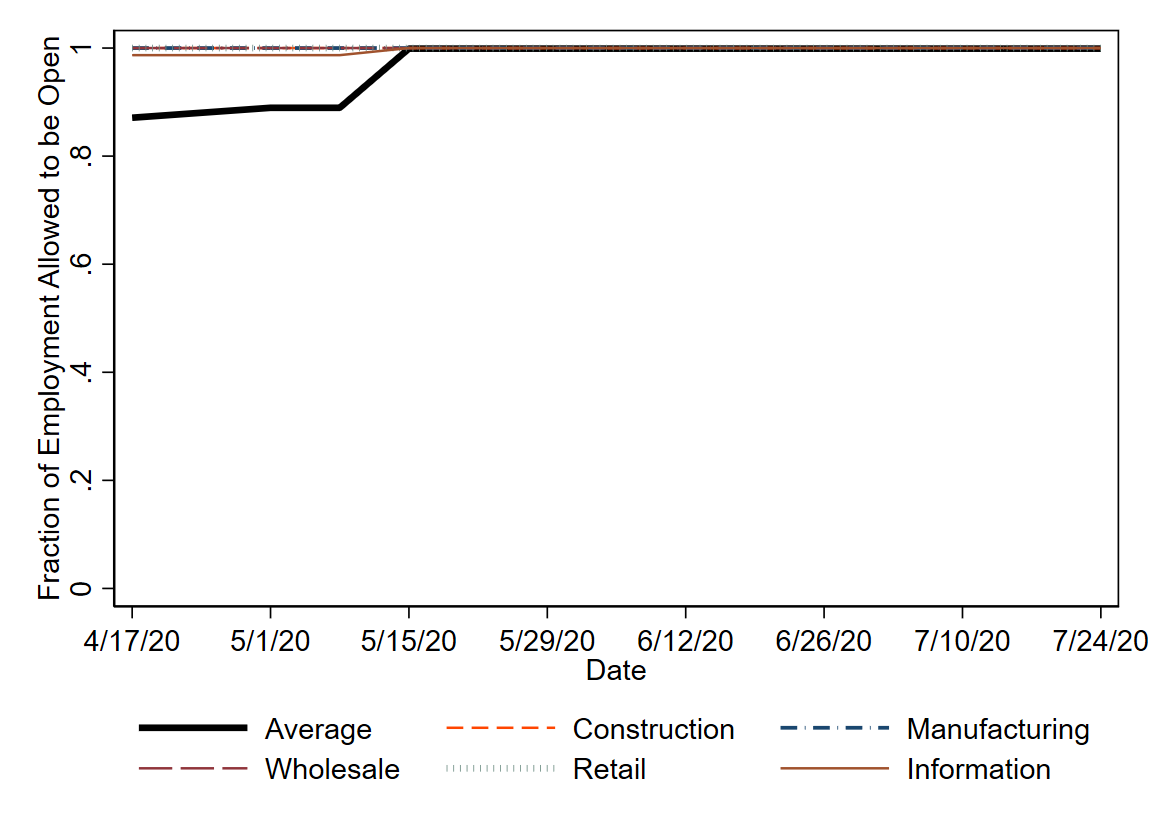 Fraction of Employment Allowed to be Open
1
.8
.6
.4
.2
0
4/17/20 5/1/20 5/15/20 5/29/20 6/12/20 6/26/20 7/10/20 7/24/20
Date
Average Construction Manufacturing
Wholesale Retail Information